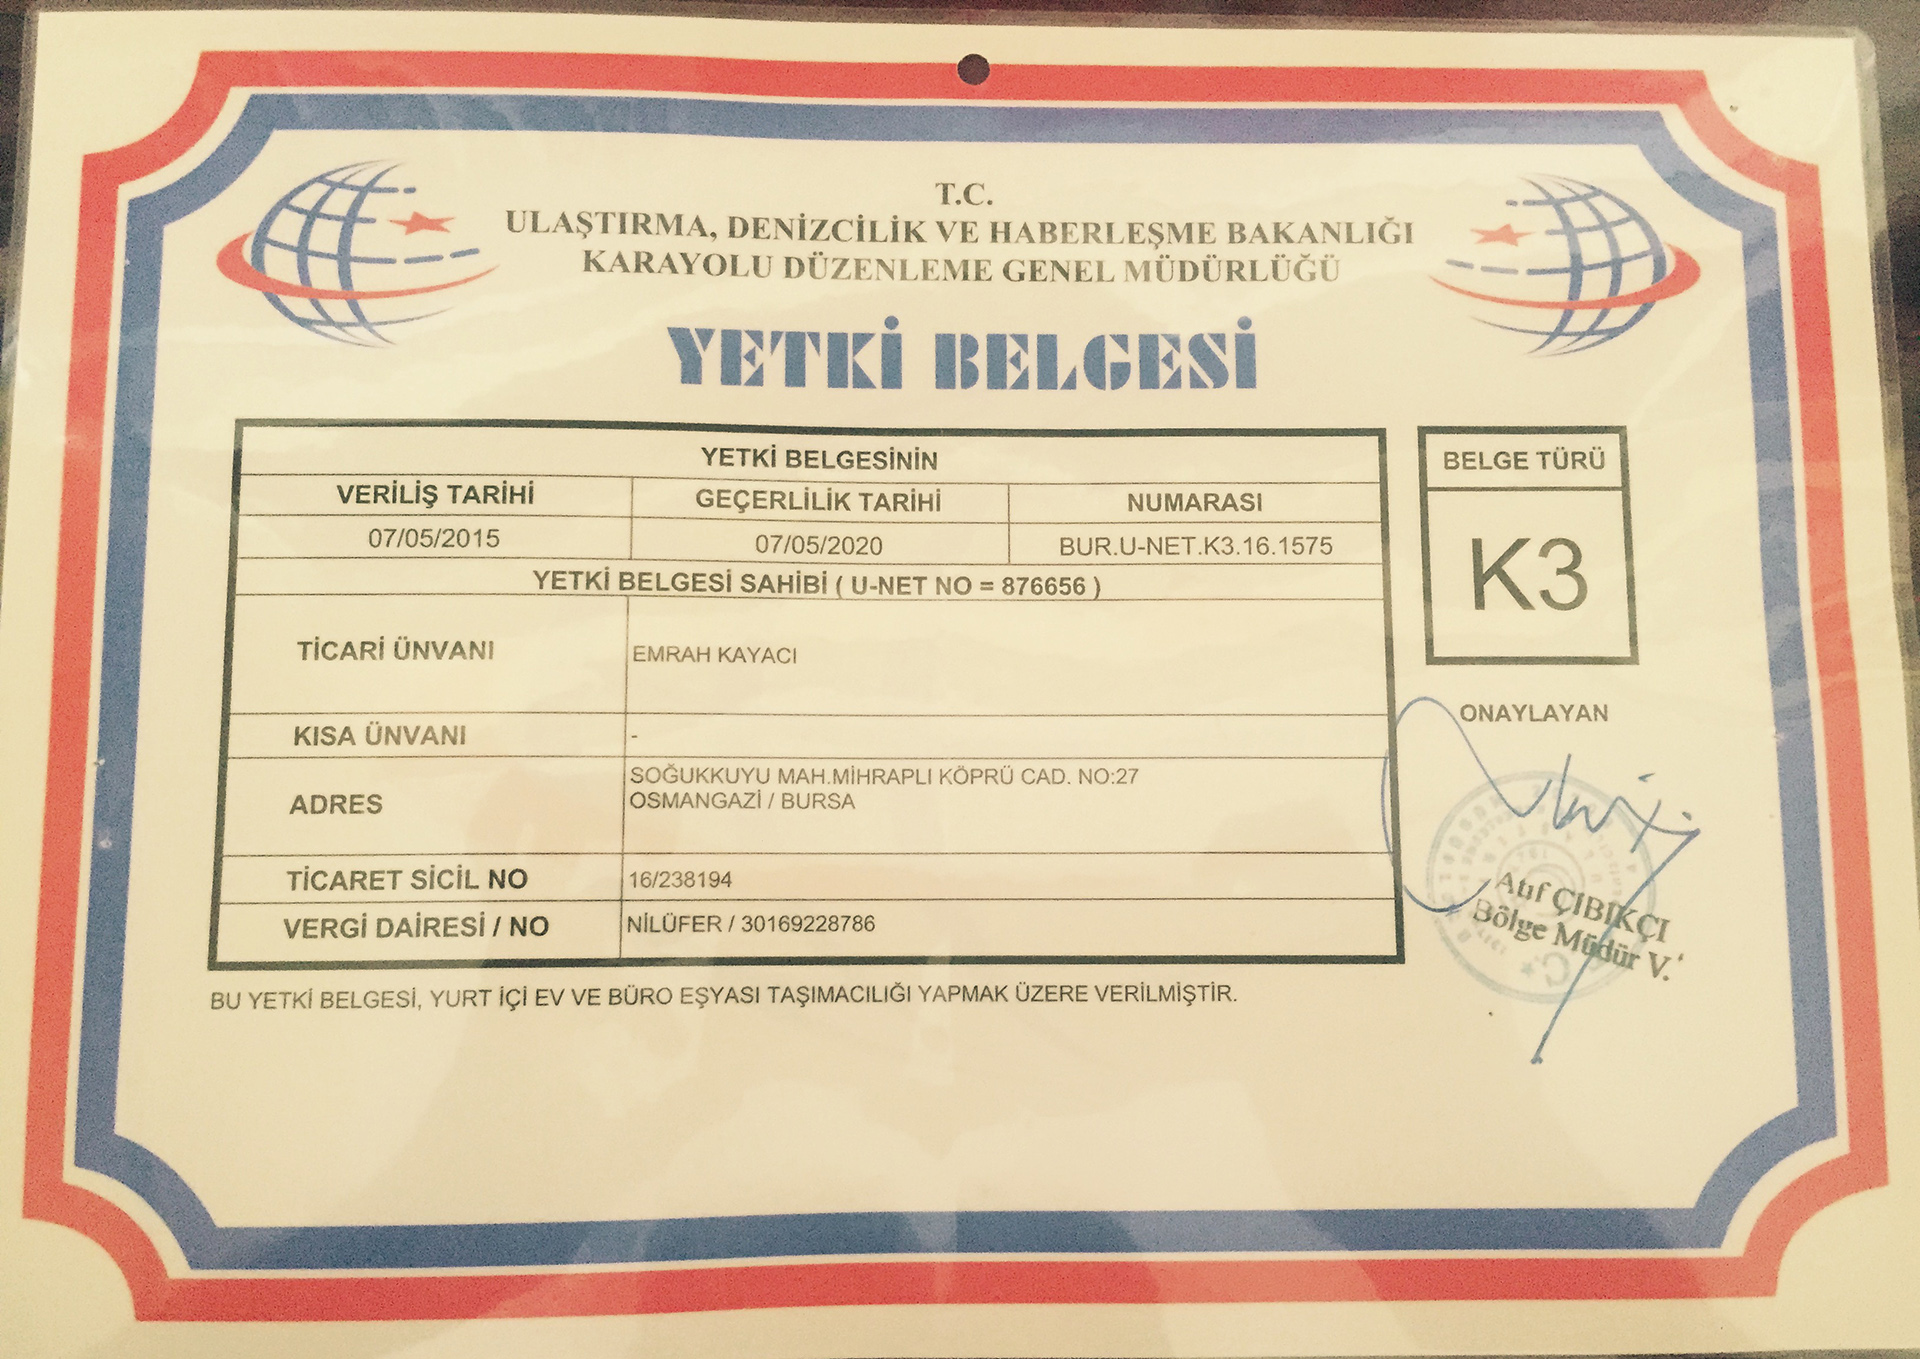 T.C.
ULAŞTIRMA, DENİZCİLİK VE HABERLEŞME BAKANLIĞI
KARAYOLU DÜZENLEME GENEL MÜDÜRLÜĞÜ
YETKİ BELGESİ
YETKİ BELGESİNİN
VERİLİŞ TARİHİ GEÇERLİLİK TARİHİ NUMARASI
07/05/2015 07/05/2020 BUR.U-NET.K3.16.1575
YETKİ BELGESİ SAHİBİ ( U-NET NO = 876656 )
TİCARİ ÜNVANI EMRAH KAYACI
KISA ÜNVANI -
ADRES SOĞUKKUYU MAH.MİHRAPLI KÖPRÜ CAD. NO:27
OSMANGAZİ / BURSA
TİCARET SİCİL NO 16/238194
VERGİ DAİRESİ / NO NİLÜFER / 30169228786
BU YETKİ BELGESİ, YURT İÇİ EV VE BÜRO EŞYASI TAŞIMACILIĞI YAPMAK ÜZERE VERİLMİŞTİR.
BELGE TÜRÜ
K3
ONAYLAYAN
Atıf ÇIBIKÇI
Bölge Müdür V.